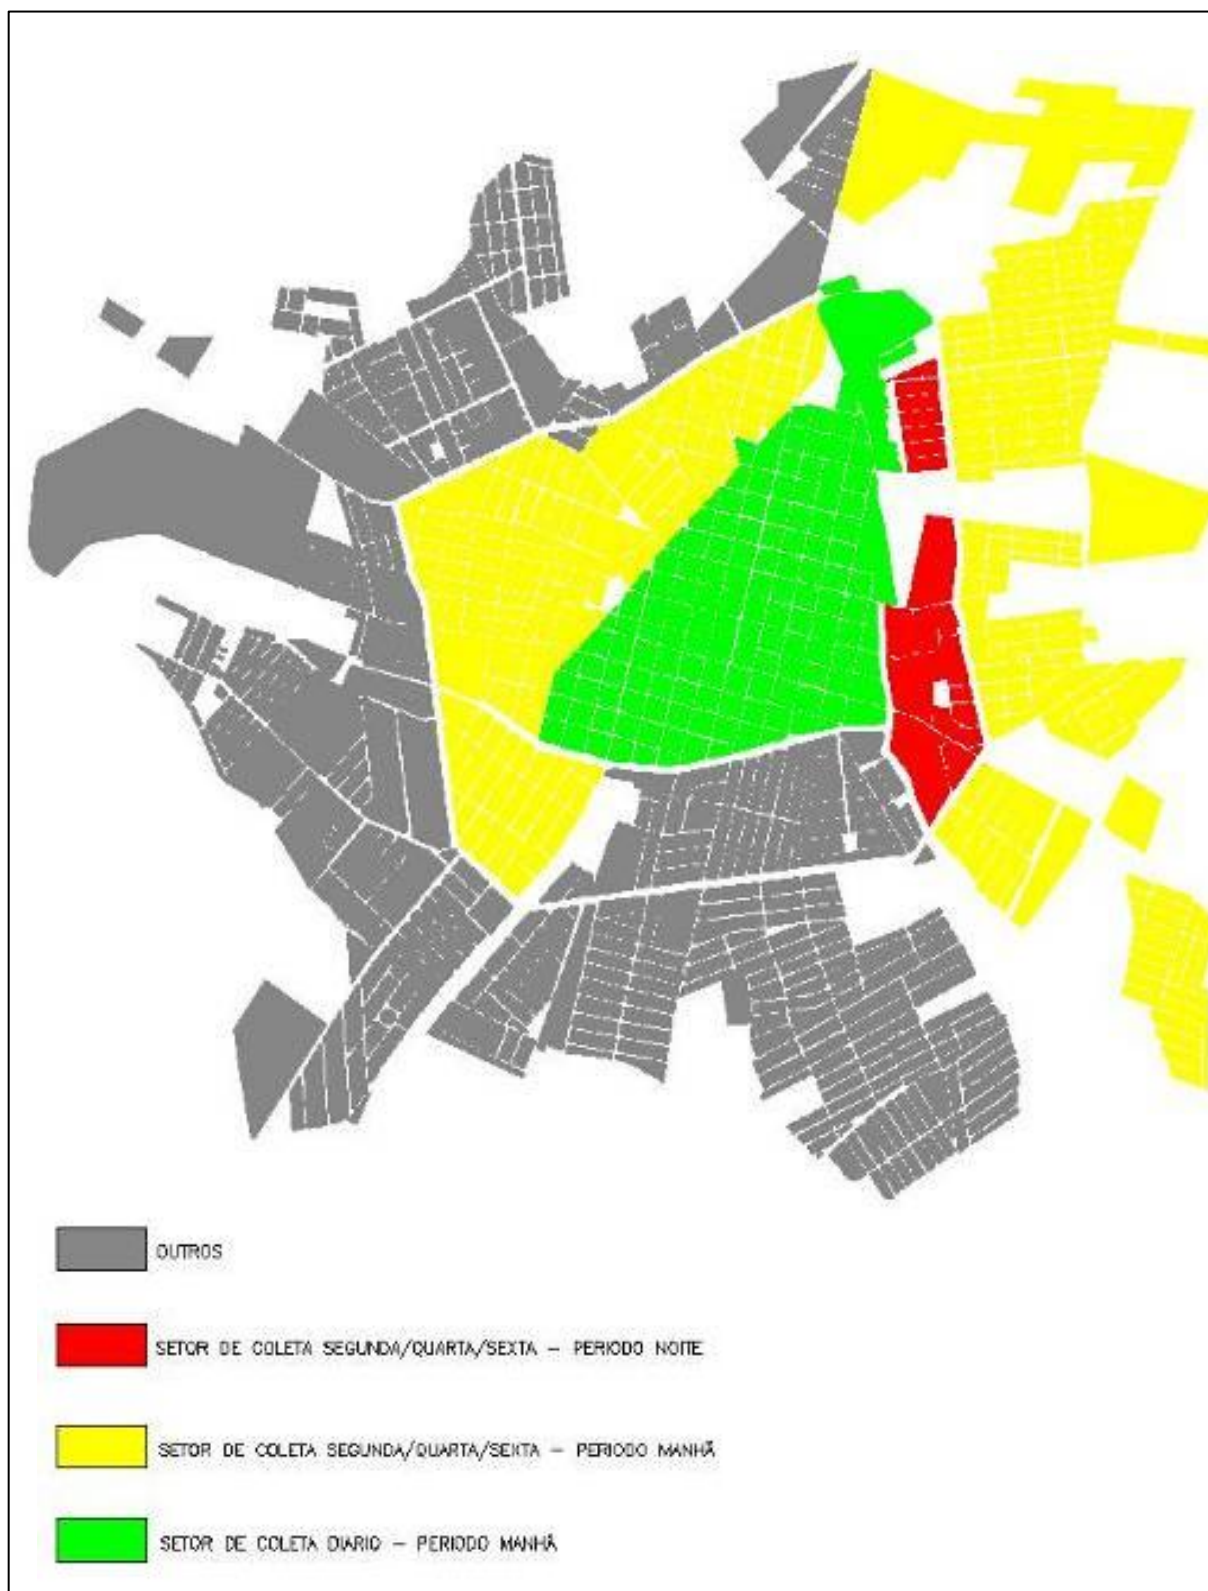 OUTROS
SETOR DE COLETA SEGUNDA/QUARTA/SEXTA – PERIODO NOITE
SETOR DE COLETA SEGUNDA/QUARTA/SEXTA – PERIODO MANHÃ
SETOR DE COLETA DIARIO – PERIODO MANHÃ